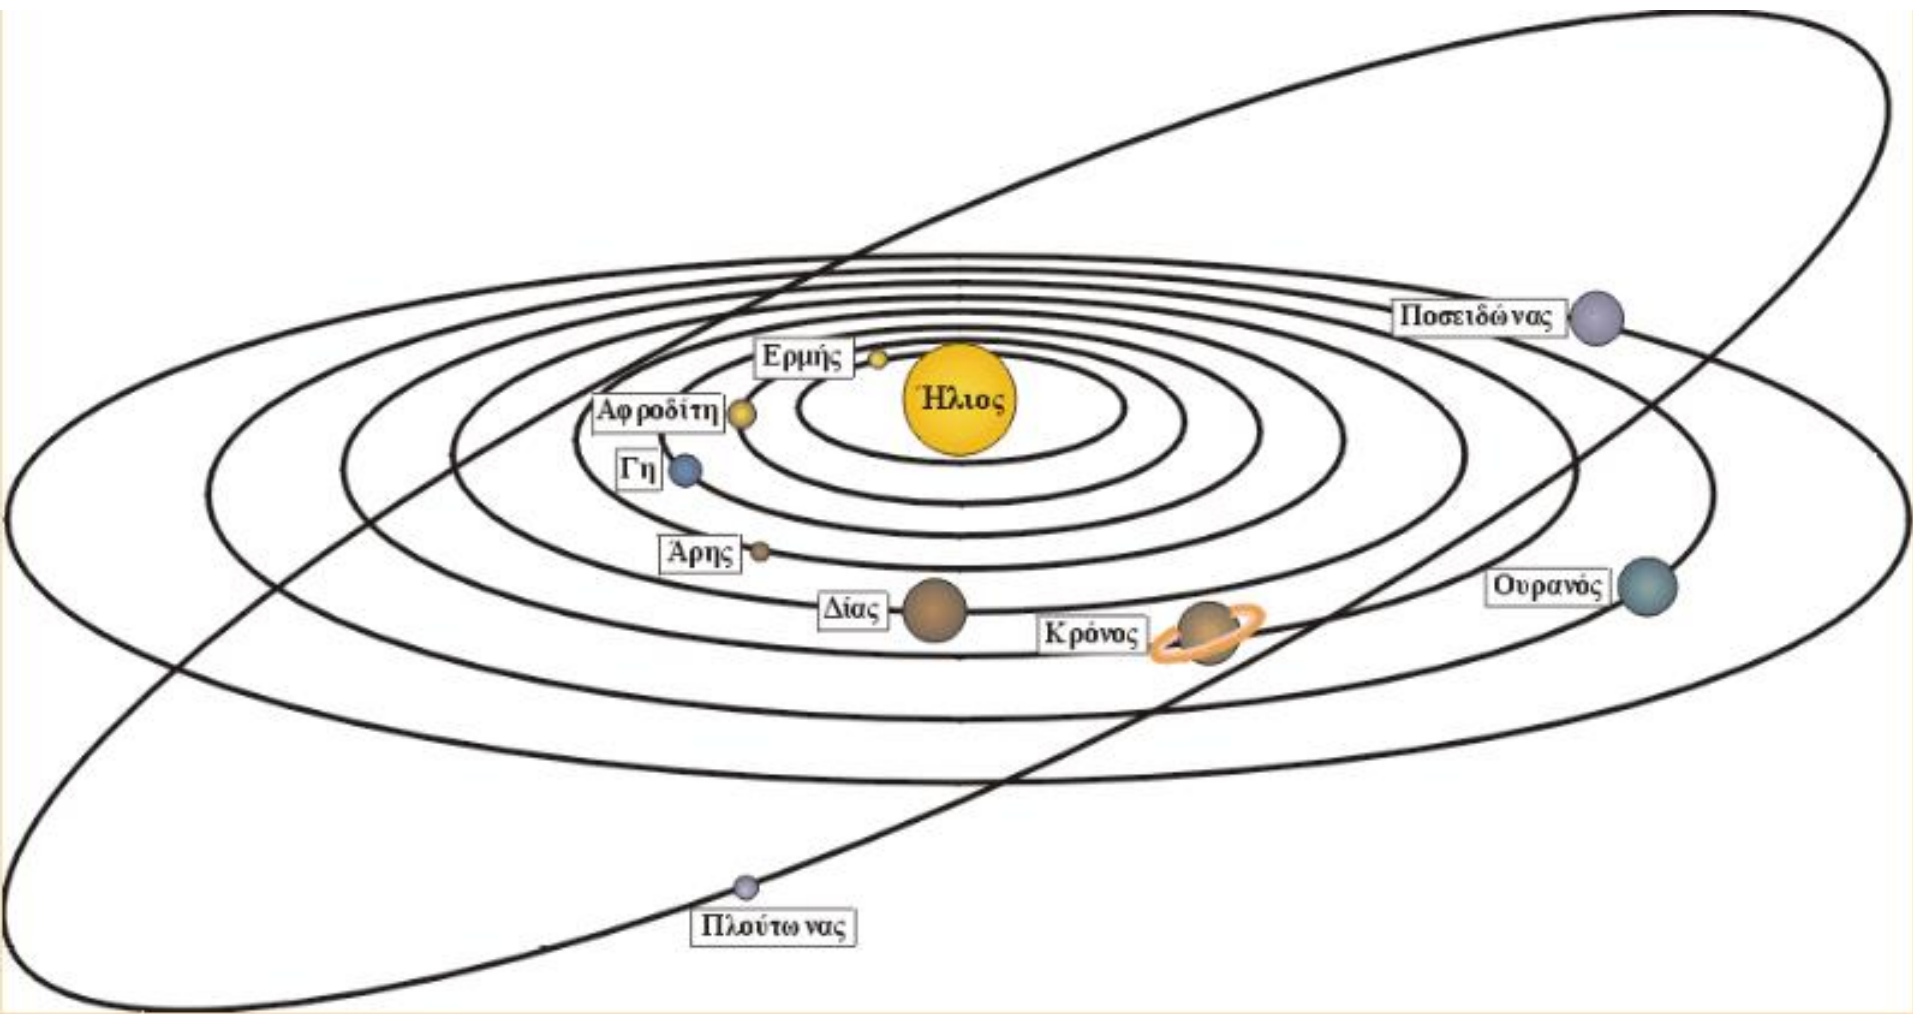 Ποσειδώνας
Ερμής
Ήλιος
Αφροδίτη
Γη
Άρης
Δίας
Κρόνος
Ουρανός
Πλούτωνας